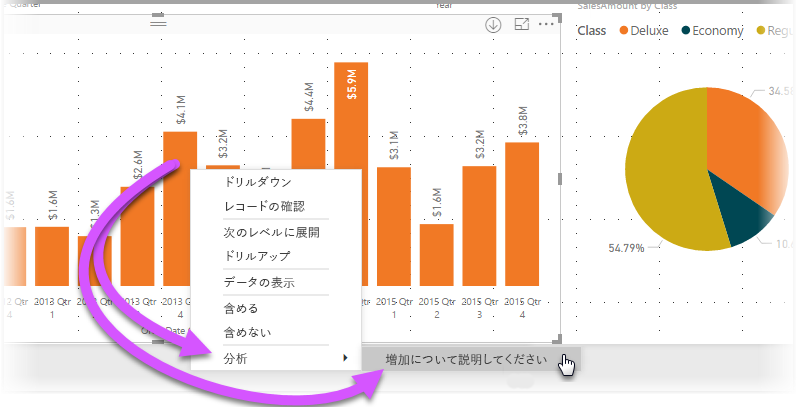 Quarter
Year
SalesAmount by Class
Class Deluxe Economy Regu
$1.6M
$1.6M
$1.3M
$2.6M
$4.1M
$3.2M
$4.4M
$5.9M
$3.1M
$1.6M
$3.2M
$3.8M
34.5
10.6
54.79%
ドリルダウン
レコードの確認
次のレベルに展開
ドリルアップ
データの表示
含める
含めない
分析
増加について説明してください
2013 Qtr 1
2013 Qtr 2
2013 Qtr 3
2013 Qtr 4
2015 Qtr 1
2015 Qtr 2
2015 Qtr 3
2015 Qtr 4
Date